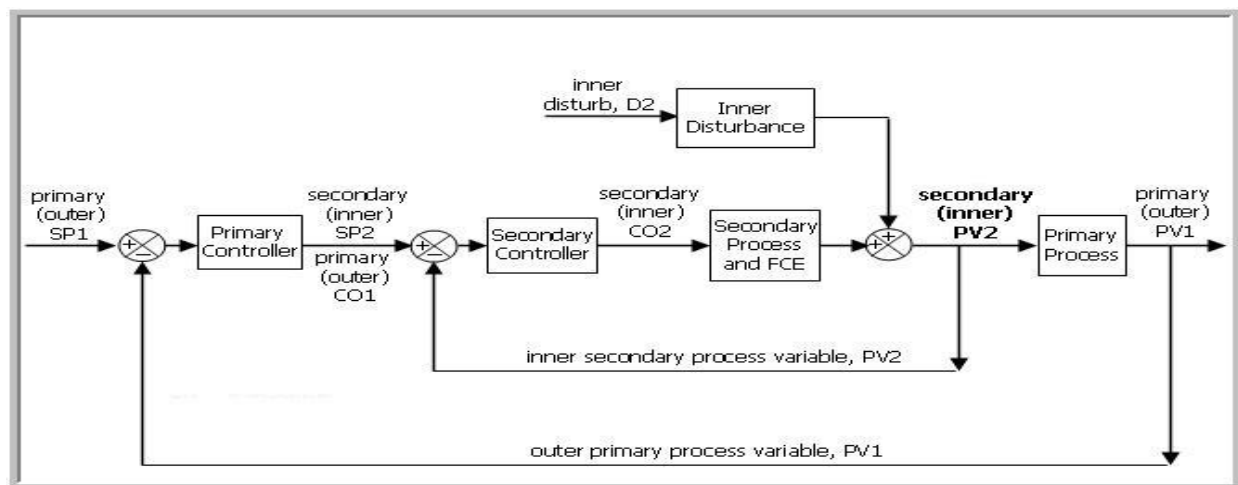 inner
disturb, D2
Inner
Disturbance
primary
(outer)
SP1
+
−
Primary
Controller
secondary
(inner)
SP2
primary
(outer)
CO1
+
−
Secondary
Controller
secondary
(inner)
CO2
Secondary
Process
and FCE
+
+
secondary
(inner)
PV2
Primary
Process
primary
(outer)
PV1
inner secondary process variable, PV2
outer primary process variable, PV1